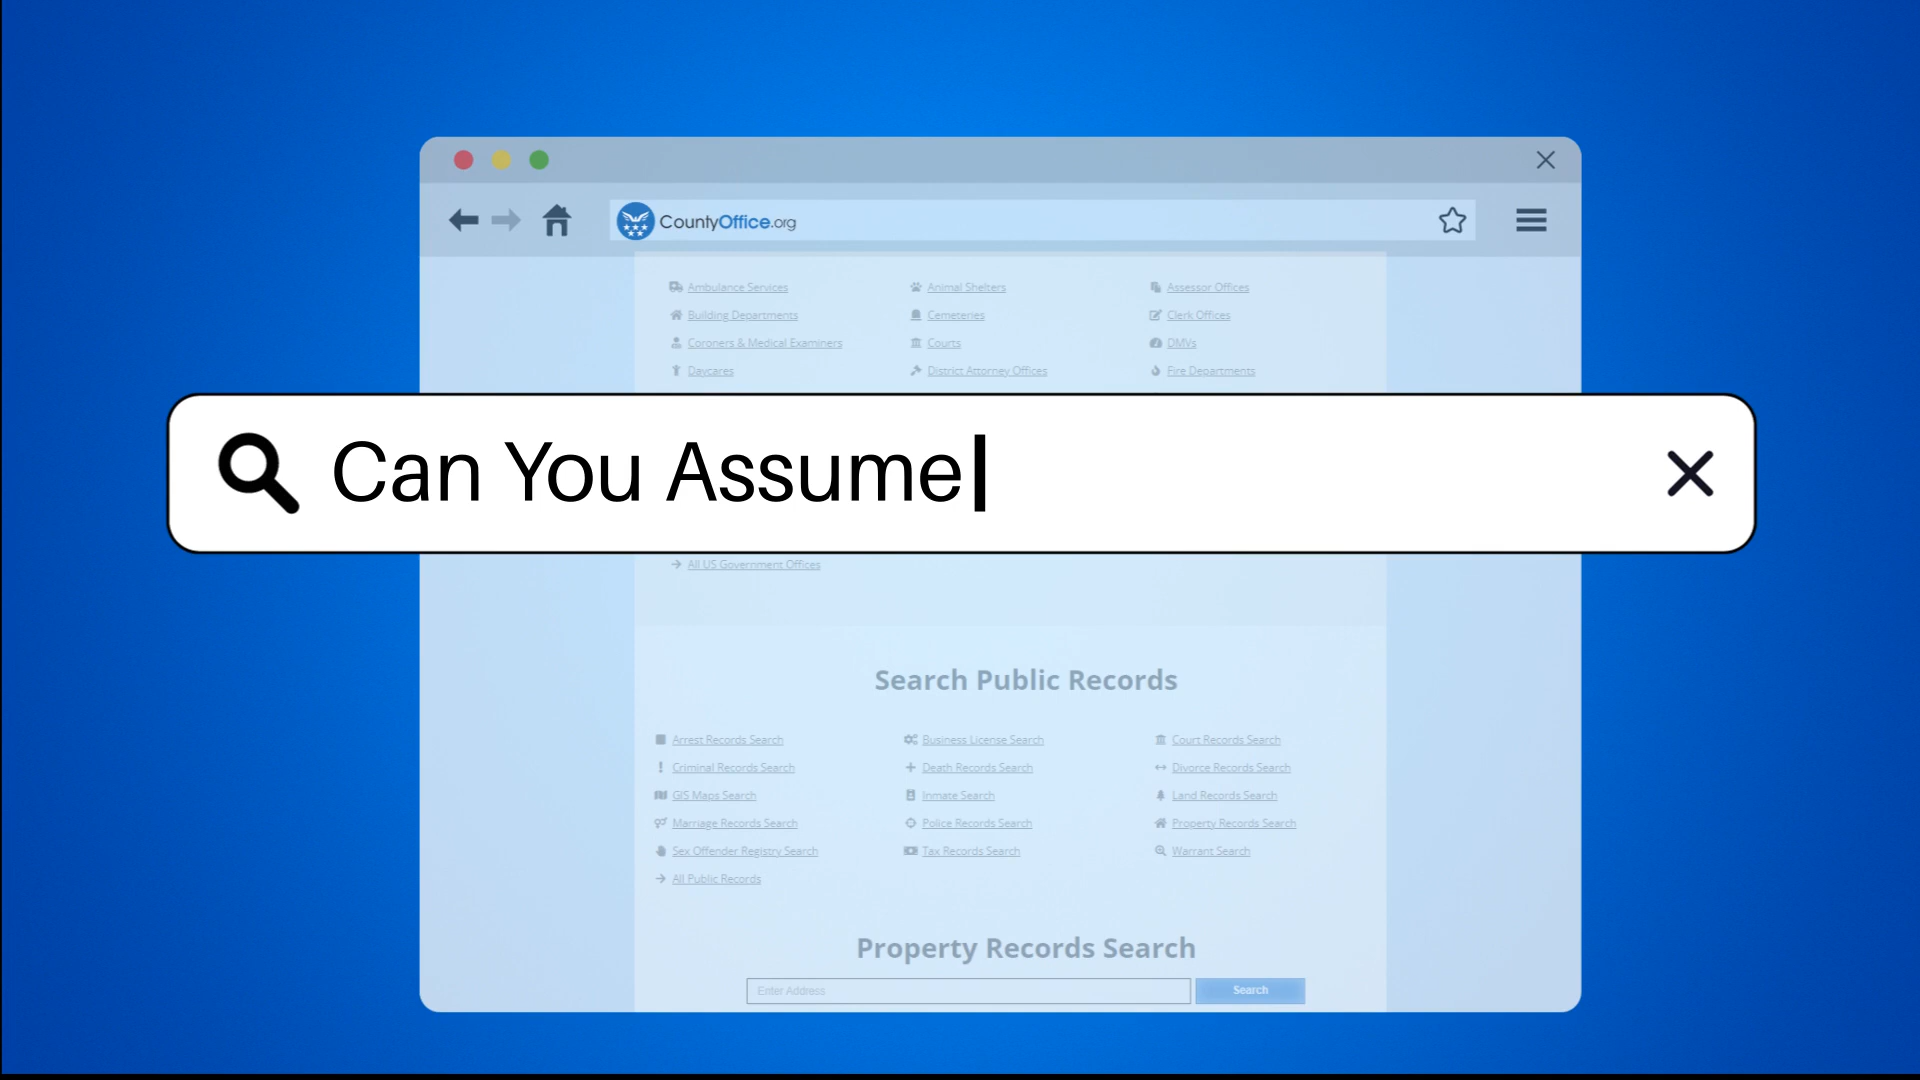 CountyOffice.org
Ambulance Services Animal Shelters Assessor Offices
Building Departments Cemeteries Clerk Offices
Coroners & Medical Examiners Courts DMVs
Daycares District Attorney Offices Fire Departments
Can You Assume
All US Government Offices
Search Public Records
Arrest Records Search Business License Search Court Records Search
Criminal Records Search Death Records Search Divorce Records Search
GIS Maps Search Inmate Search Land Records Search
Marriage Records Search Police Records Search Property Records Search
Sex Offender Registry Search Tax Records Search Warrant Search
All Public Records
Property Records Search
Enter Address Search